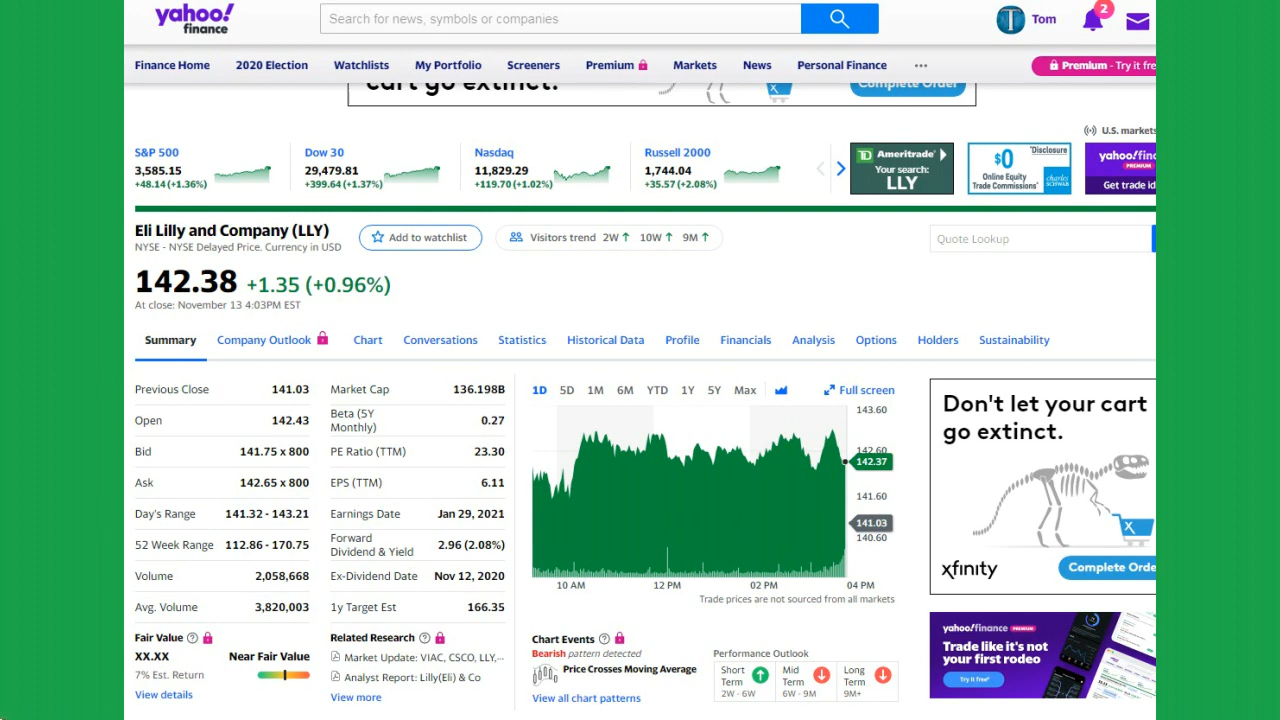 yahoo!
finance
Search for news, symbols or companies
T
Tom
2
Finance Home 2020 Election Watchlists My Portfolio Screeners Premium Markets News Personal Finance ...
Premium - Try it fre
cart go extinct.
X
Complete Order
U.S. markets
S&P 500
3,585.15
+48.14 (+1.36%)
Dow 30
29,479.81
+399.64 (+1.37%)
Nasdaq
11,829.29
+119.70 (+1.02%)
Russell 2000
1,744.04
+35.57 (+2.08%)
TD Ameritrade
Your search:
LLY
$0
*Disclosure
Online Equity
Trade Commissions*
charles
SCHWAB
yahoo!finc
PREMIUM
Get trade id
Eli Lilly and Company (LLY)
NYSE - NYSE Delayed Price. Currency in USD
Add to watchlist
Visitors trend 2W↑ 10W↑ 9M↑
Quote Lookup
142.38 +1.35 (+0.96%)
At close: November 13 4:03PM EST
Summary Company Outlook Chart Conversations Statistics Historical Data Profile Financials Analysis Options Holders Sustainability
Previous Close 141.03
Open 142.43
Bid 141.75 x 800
Ask 142.65 x 800
Day's Range 141.32 - 143.21
52 Week Range 112.86 - 170.75
Volume 2,058,668
Avg. Volume 3,820,003
Market Cap 136.198B
Beta (5Y
Monthly) 0.27
PE Ratio (TTM) 23.30
EPS (TTM) 6.11
Earnings Date Jan 29, 2021
Forward
Dividend & Yield 2.96 (2.08%)
Ex-Dividend Date Nov 12, 2020
1y Target Est 166.35
Fair Value
XX.XX Near Fair Value
7% Est. Return
View details
Related Research
Market Update: VIAC, CSCO, LLY,...
Analyst Report: Lilly(Eli) & Co
View more
1D 5D 1M 6M YTD 1Y 5Y Max Full screen
143.60
142.60
142.37
141.60
141.03
140.60
10 AM 12 PM 02 PM 04 PM
Trade prices are not sourced from all markets
Chart Events
Bearish pattern detected
Price Crosses Moving Average
View all chart patterns
Performance Outlook
Short
Term
2W - 6W
Mid
Term
6W - 9M
Long
Term
9M+
Don't let your cart
go extinct.
X
xfinity
Complete Orde
yahoo!finance PREMIUM
Trade like it's not
your first rodeo
Try it free*